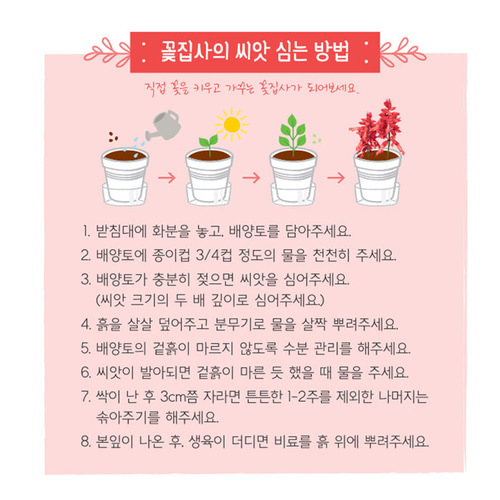 꽃집사의 씨앗 심는 방법
직접 꽃을 키우고 가꾸는 꽃집사가 되어보세요.
1. 받침대에 화분을 놓고, 배양토를 담아주세요.
2. 배양토에 종이컵 3/4컵 정도의 물을 천천히 주세요.
3. 배양토가 충분히 젖으면 씨앗을 심어주세요.
(씨앗 크기의 두 배 깊이로 심어주세요.)
4. 흙을 살살 덮어주고 분무기로 물을 살짝 뿌려주세요.
5. 배양토의 겉흙이 마르지 않도록 수분 관리를 해주세요.
6. 씨앗이 발아되면 겉흙이 마른 듯 했을 때 물을 주세요.
7. 싹이 난 후 3cm쯤 자라면 튼튼한 1-2주를 제외한 나머지는
솎아주기를 해주세요.
8. 본잎이 나온 후, 생육이 더디면 비료를 흙 위에 뿌려주세요.